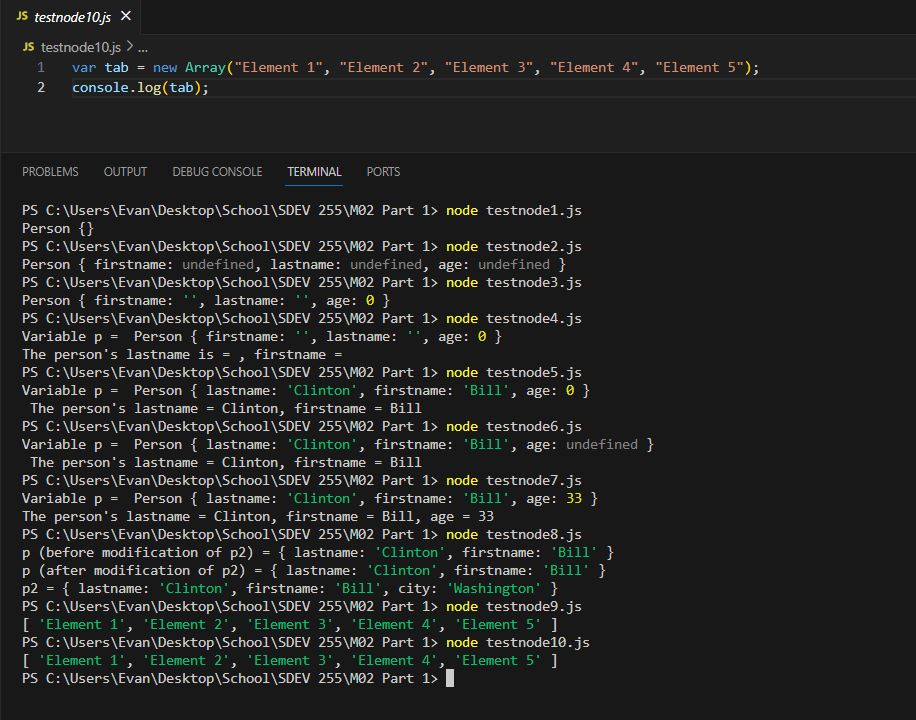 JS testnode10.js ×
JS testnode10.js > ...
1 var tab = new Array("Element 1", "Element 2", "Element 3", "Element 4", "Element 5");
2 console.log(tab);
PROBLEMS OUTPUT DEBUG CONSOLE TERMINAL PORTS
PS C:\Users\Evan\Desktop\School\SDEV 255\M02 Part 1> node testnode1.js
Person {}
PS C:\Users\Evan\Desktop\School\SDEV 255\M02 Part 1> node testnode2.js
Person { firstname: undefined, lastname: undefined, age: undefined }
PS C:\Users\Evan\Desktop\School\SDEV 255\M02 Part 1> node testnode3.js
Person { firstname: '', lastname: '', age: 0 }
PS C:\Users\Evan\Desktop\School\SDEV 255\M02 Part 1> node testnode4.js
Variable p =  Person { firstname: '', lastname: '', age: 0 }
The person's lastname is = , firstname =
PS C:\Users\Evan\Desktop\School\SDEV 255\M02 Part 1> node testnode5.js
Variable p =  Person { lastname: 'Clinton', firstname: 'Bill', age: 0 }
 The person's lastname = Clinton, firstname = Bill
PS C:\Users\Evan\Desktop\School\SDEV 255\M02 Part 1> node testnode6.js
Variable p =  Person { lastname: 'Clinton', firstname: 'Bill', age: undefined }
 The person's lastname = Clinton, firstname = Bill
PS C:\Users\Evan\Desktop\School\SDEV 255\M02 Part 1> node testnode7.js
Variable p =  Person { lastname: 'Clinton', firstname: 'Bill', age: 33 }
The person's lastname = Clinton, firstname = Bill, age = 33
PS C:\Users\Evan\Desktop\School\SDEV 255\M02 Part 1> node testnode8.js
p (before modification of p2) = { lastname: 'Clinton', firstname: 'Bill' }
p (after modification of p2) = { lastname: 'Clinton', firstname: 'Bill' }
p2 = { lastname: 'Clinton', firstname: 'Bill', city: 'Washington' }
PS C:\Users\Evan\Desktop\School\SDEV 255\M02 Part 1> node testnode9.js
[ 'Element 1', 'Element 2', 'Element 3', 'Element 4', 'Element 5' ]
PS C:\Users\Evan\Desktop\School\SDEV 255\M02 Part 1> node testnode10.js
[ 'Element 1', 'Element 2', 'Element 3', 'Element 4', 'Element 5' ]
PS C:\Users\Evan\Desktop\School\SDEV 255\M02 Part 1>